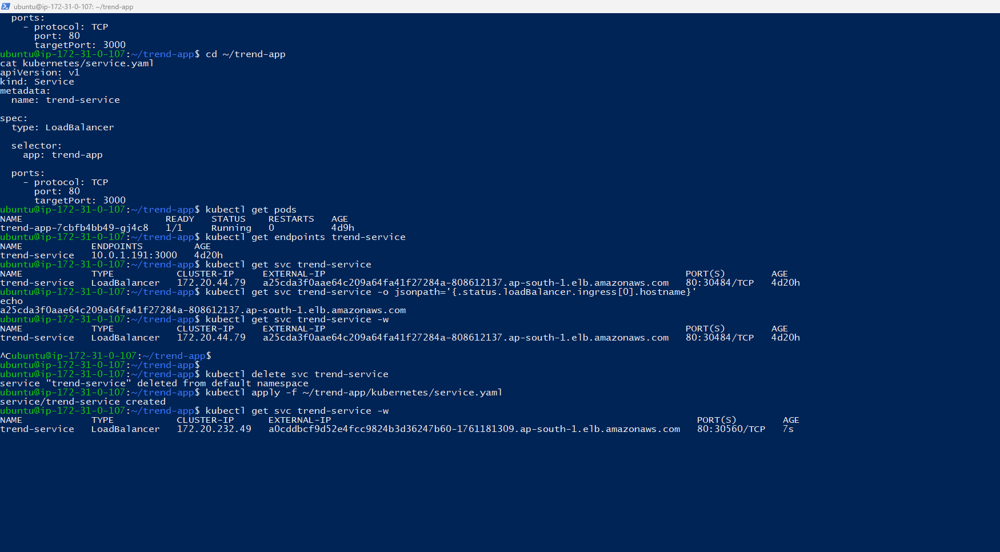 ubuntu@ip-172-31-0-107: ~/trend-app
  ports:
    - protocol: TCP
      port: 80
      targetPort: 3000
ubuntu@ip-172-31-0-107:~/trend-app$ cd ~/trend-app
cat kubernetes/service.yaml
apiVersion: v1
kind: Service
metadata:
  name: trend-service

spec:
  type: LoadBalancer

  selector:
    app: trend-app

  ports:
    - protocol: TCP
      port: 80
      targetPort: 3000
ubuntu@ip-172-31-0-107:~/trend-app$ kubectl get pods
NAME                         READY   STATUS    RESTARTS   AGE
trend-app-7cbfb4bb49-gj4c8   1/1     Running   0          4d9h
ubuntu@ip-172-31-0-107:~/trend-app$ kubectl get endpoints trend-service
NAME            ENDPOINTS         AGE
trend-service   10.0.1.191:3000   4d20h
ubuntu@ip-172-31-0-107:~/trend-app$ kubectl get svc trend-service
NAME            TYPE           CLUSTER-IP     EXTERNAL-IP                                                               PORT(S)        AGE
trend-service   LoadBalancer   172.20.44.79   a25cda3f0aae64c209a64fa41f27284a-808612137.ap-south-1.elb.amazonaws.com   80:30484/TCP   4d20h
ubuntu@ip-172-31-0-107:~/trend-app$ kubectl get svc trend-service -o jsonpath='{.status.loadBalancer.ingress[0].hostname}'
echo
a25cda3f0aae64c209a64fa41f27284a-808612137.ap-south-1.elb.amazonaws.com
ubuntu@ip-172-31-0-107:~/trend-app$ kubectl get svc trend-service -w
NAME            TYPE           CLUSTER-IP     EXTERNAL-IP                                                               PORT(S)        AGE
trend-service   LoadBalancer   172.20.44.79   a25cda3f0aae64c209a64fa41f27284a-808612137.ap-south-1.elb.amazonaws.com   80:30484/TCP   4d20h

^Cubuntu@ip-172-31-0-107:~/trend-app$
ubuntu@ip-172-31-0-107:~/trend-app$
ubuntu@ip-172-31-0-107:~/trend-app$ kubectl delete svc trend-service
service "trend-service" deleted from default namespace
ubuntu@ip-172-31-0-107:~/trend-app$ kubectl apply -f ~/trend-app/kubernetes/service.yaml
service/trend-service created
ubuntu@ip-172-31-0-107:~/trend-app$ kubectl get svc trend-service -w
NAME            TYPE           CLUSTER-IP      EXTERNAL-IP                                                                PORT(S)        AGE
trend-service   LoadBalancer   172.20.232.49   a0cddbcf9d52e4fcc9824b3d36247b60-1761181309.ap-south-1.elb.amazonaws.com   80:30560/TCP   7s